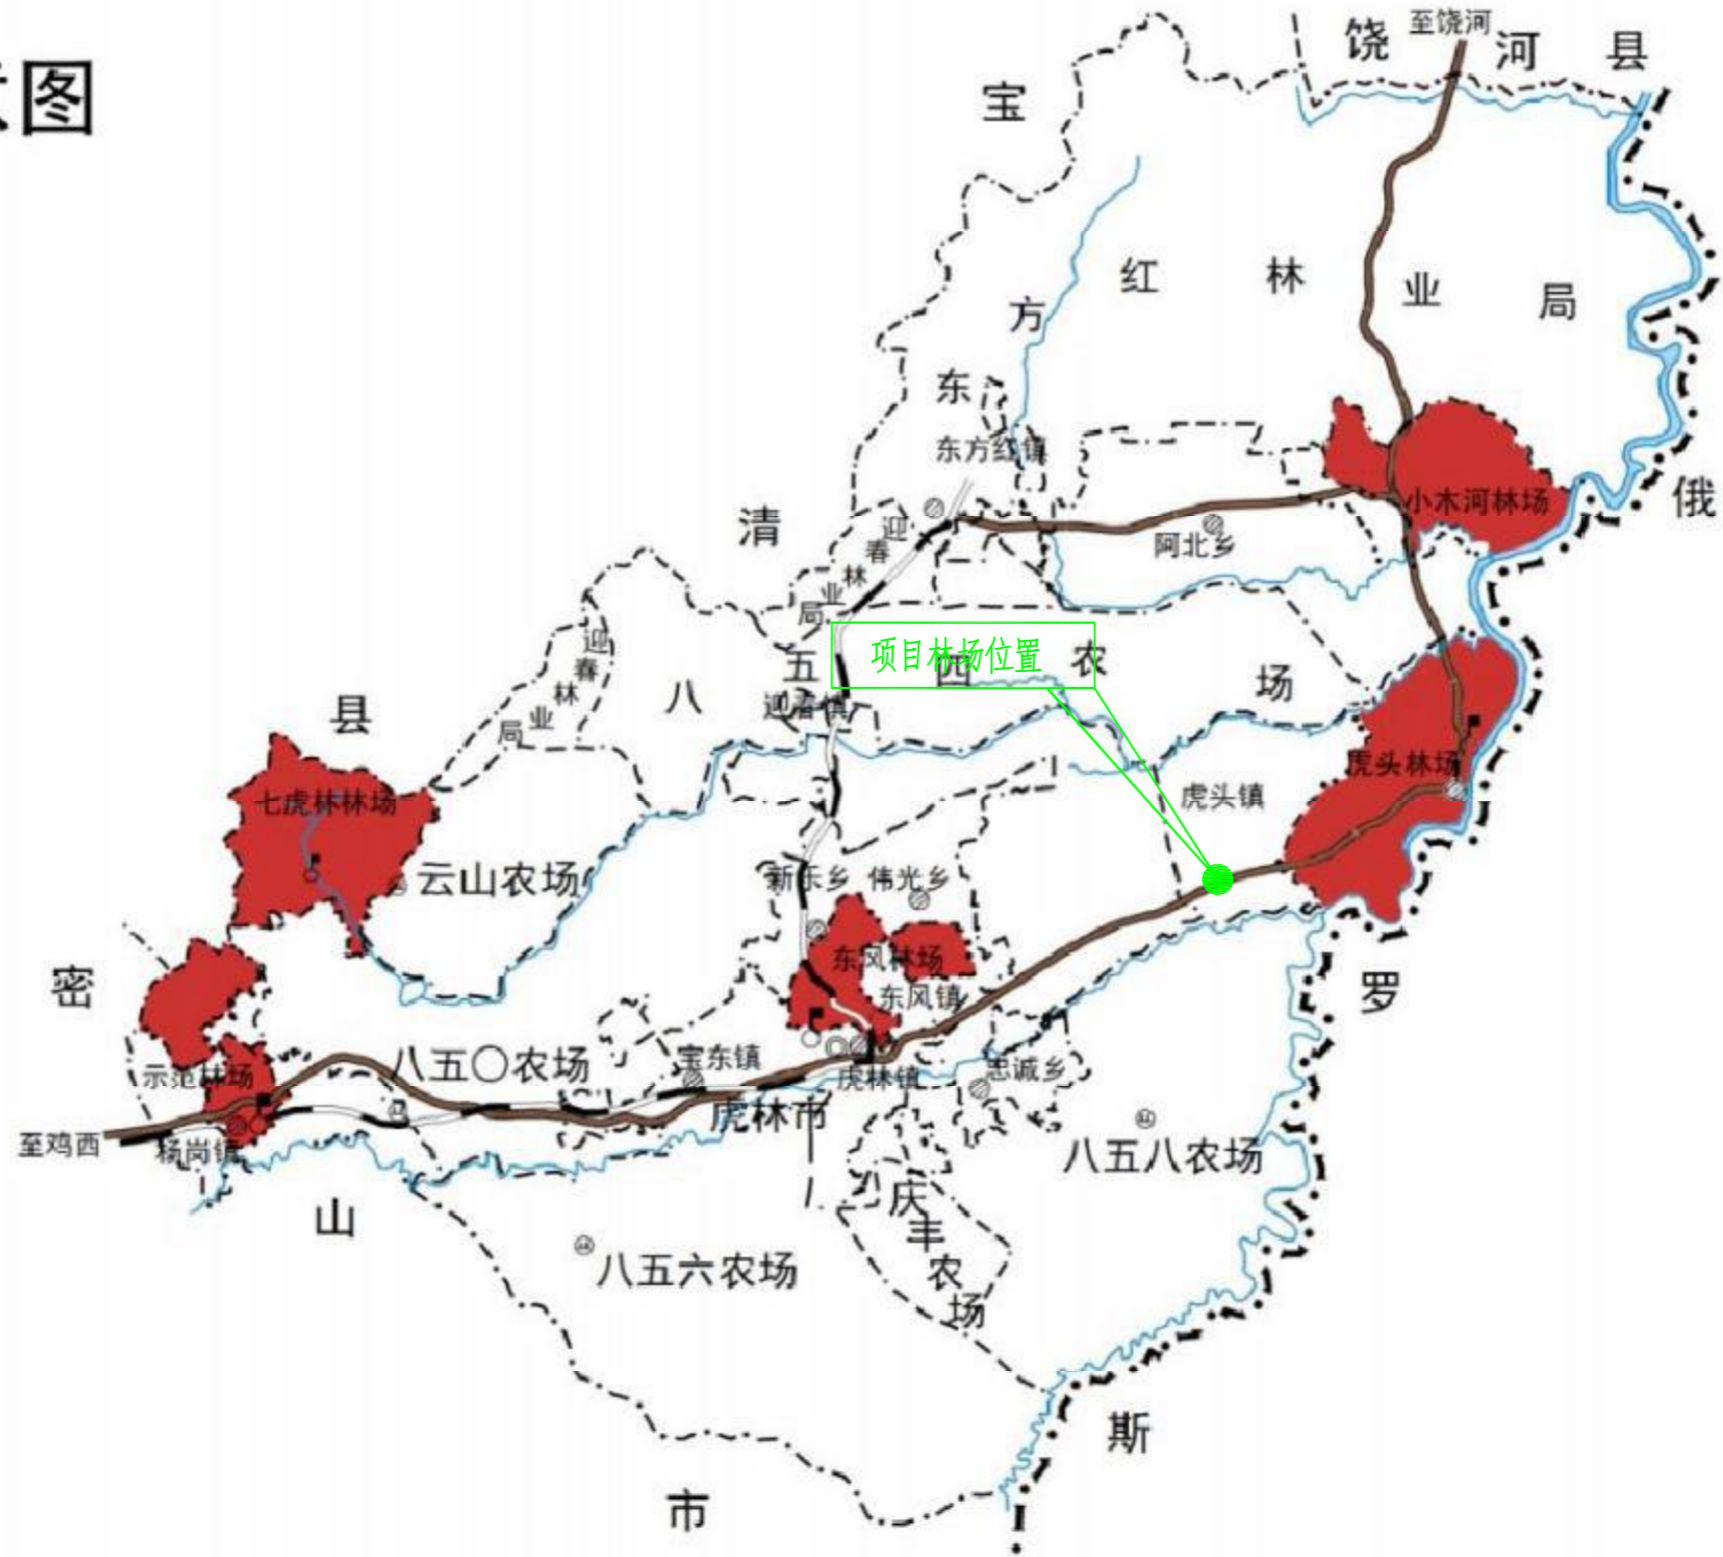 图
至饶河
饶河县
宝清县
东方红林业局
东方红镇
小木河林场
阿北乡
迎春林业局
迎春林业局
项目林场位置
八五四农场
迎春镇
虎头镇
虎头林场
七虎林林场
云山农场
新乐乡
伟光乡
东风林场
东风镇
八五〇农场
示范林场
宝东镇
虎林镇
忠诚乡
虎林市
至鸡西
杨岗镇
八五八农场
八五六农场
庆丰农场
密山市
俄罗斯